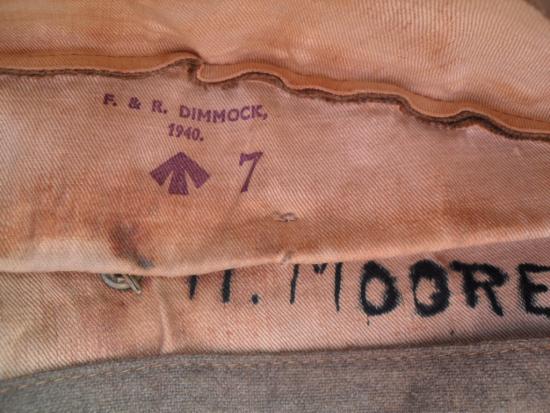 F. & R. DIMMOCK,
1940.
7
MOORE